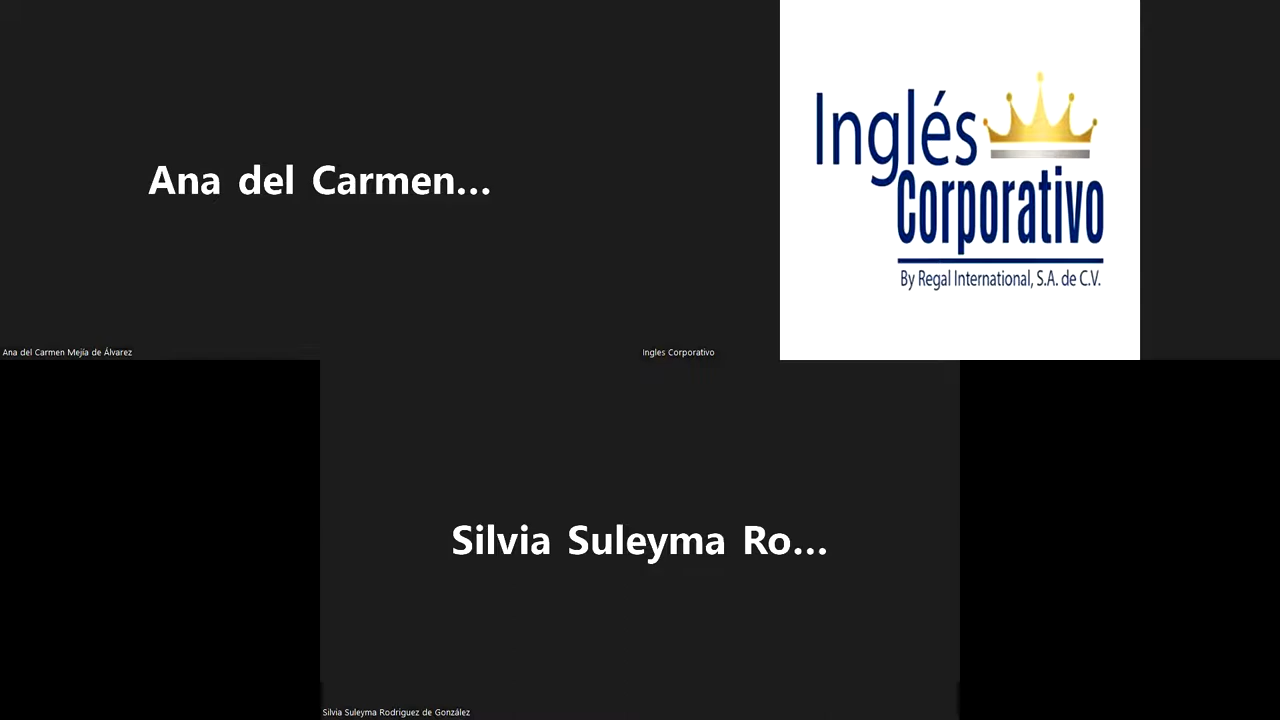 Ana del Carmen...
Inglés
Corporativo
By Regal International, S.A. de C.V.
Ana del Carmen Mejía de Álvarez
Ingles Corporativo
Silvia Suleyma Ro...
Silvia Suleyma Rodriguez de González